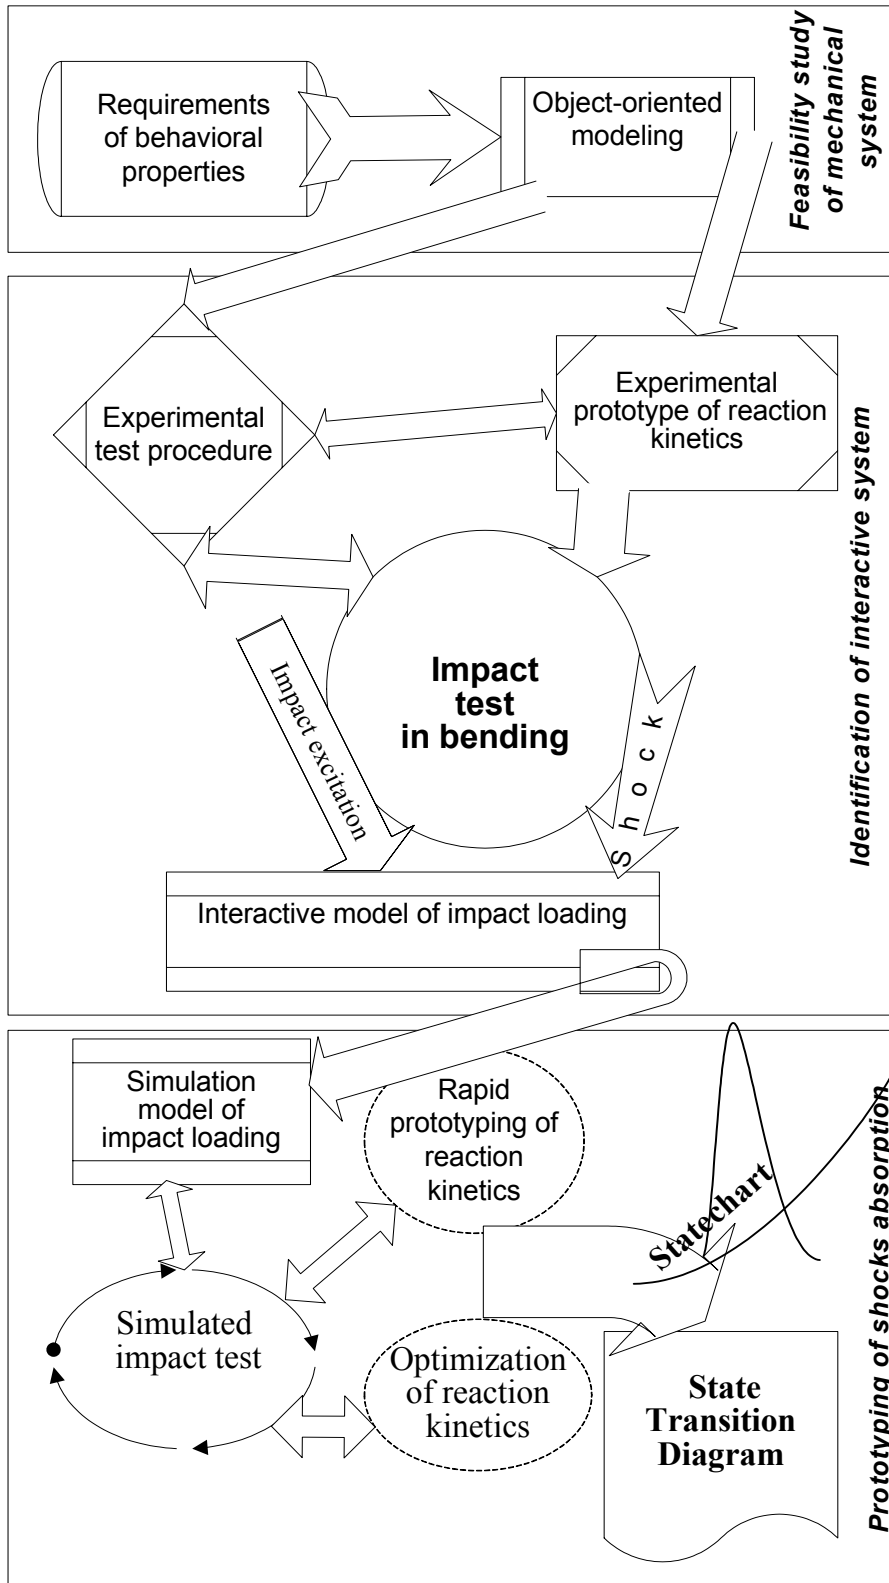 Requirements
of behavioral
properties
Object-oriented
modeling
Feasibility study
of mechanical
system
Experimental
test procedure
Experimental
prototype of reaction
kinetics
Impact
test
in bending
Impact excitation
Shock
Interactive model of impact loading
Identification of interactive system
Simulation
model of
impact loading
Rapid
prototyping of
reaction
kinetics
Statechart
Simulated
impact test
Optimization
of reaction
kinetics
State
Transition
Diagram
Prototyping of shocks absorption